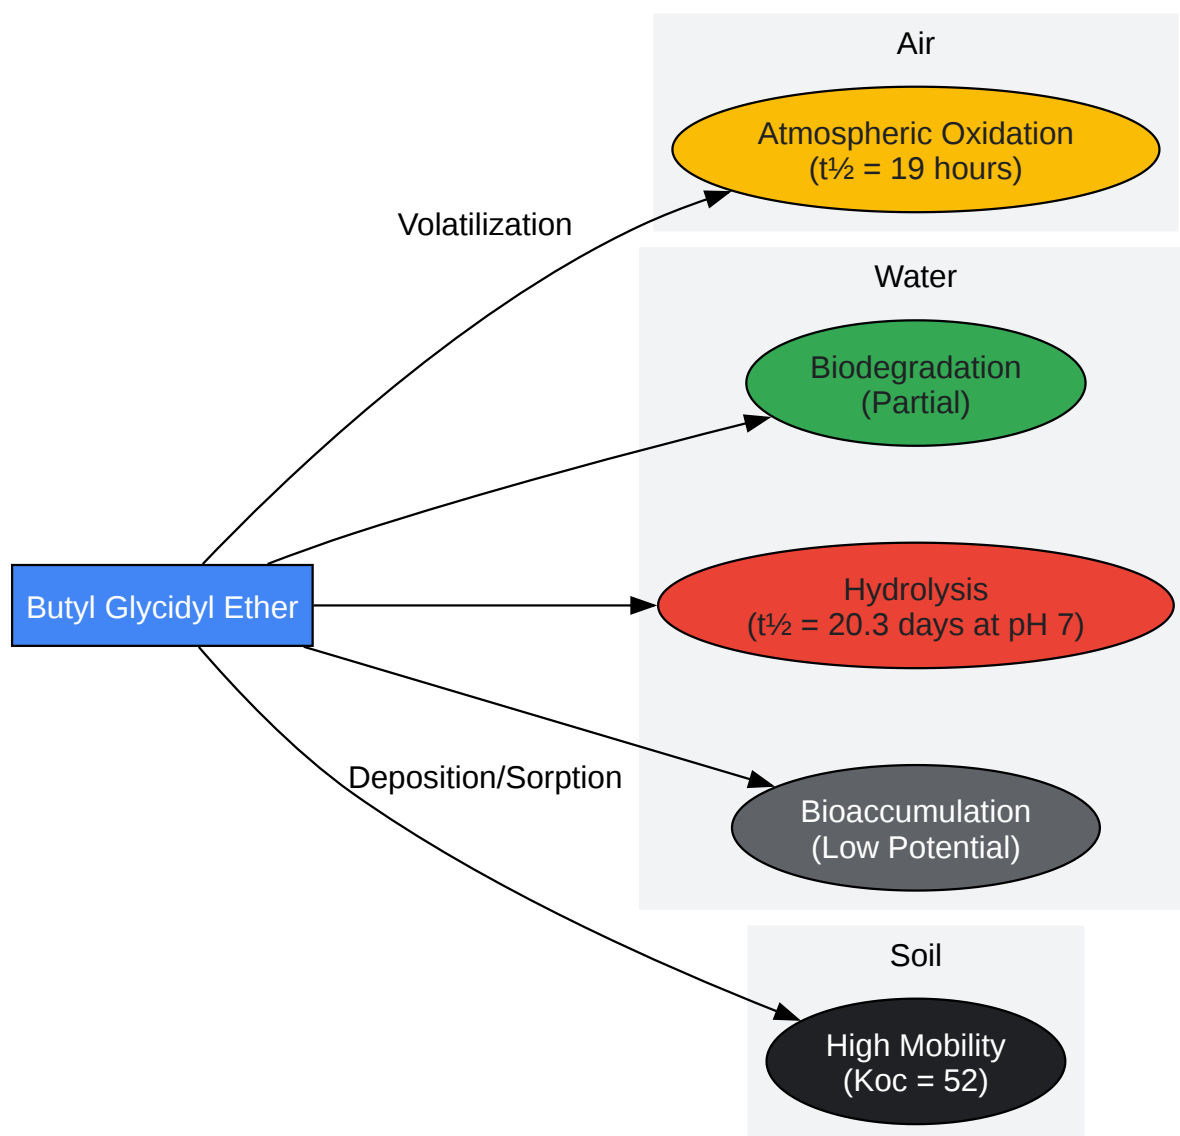 Air
Atmospheric Oxidation
(t½ = 19 hours)
Volatilization
Water
Biodegradation
(Partial)
Butyl Glycidyl Ether
Hydrolysis
(t½ = 20.3 days at pH 7)
Deposition/Sorption
Bioaccumulation
(Low Potential)
Soil
High Mobility
(Koc = 52)